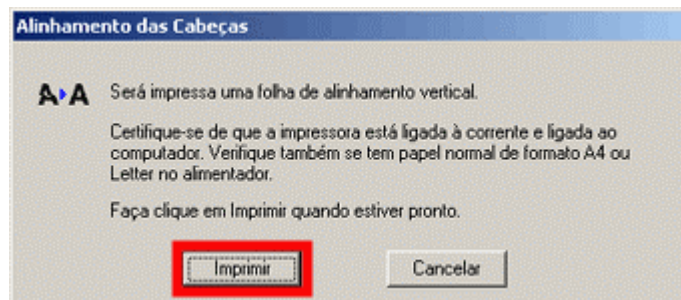 Alinhamento das Cabeças
A A Será impressa uma folha de alinhamento vertical.
Certifique-se de que a impressora está ligada à corrente e ligada ao
computador. Verifique também se tem papel normal de formato A4 ou
Letter no alimentador.
Faça clique em Imprimir quando estiver pronto.
Imprimir Cancelar